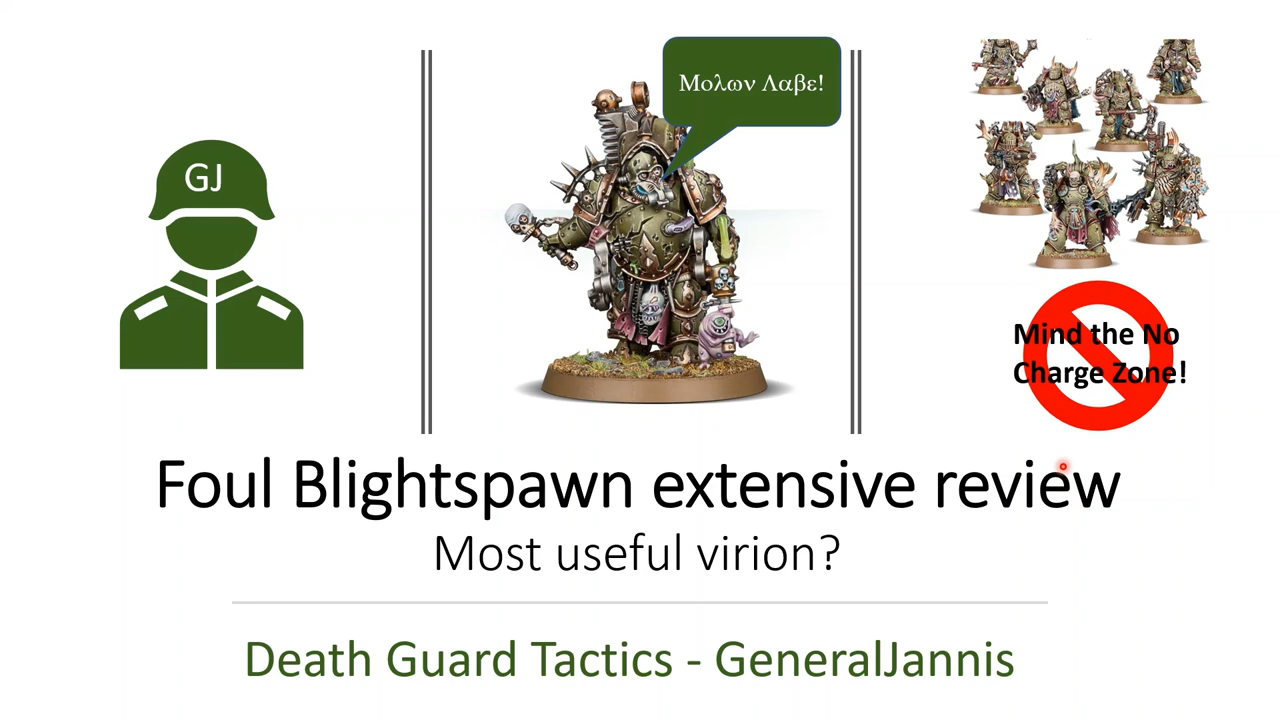 GJ
Μολων Λαβε!
Mind the No
Charge Zone!
Foul Blightspawn extensive review
Most useful virion?
Death Guard Tactics - GeneralJannis